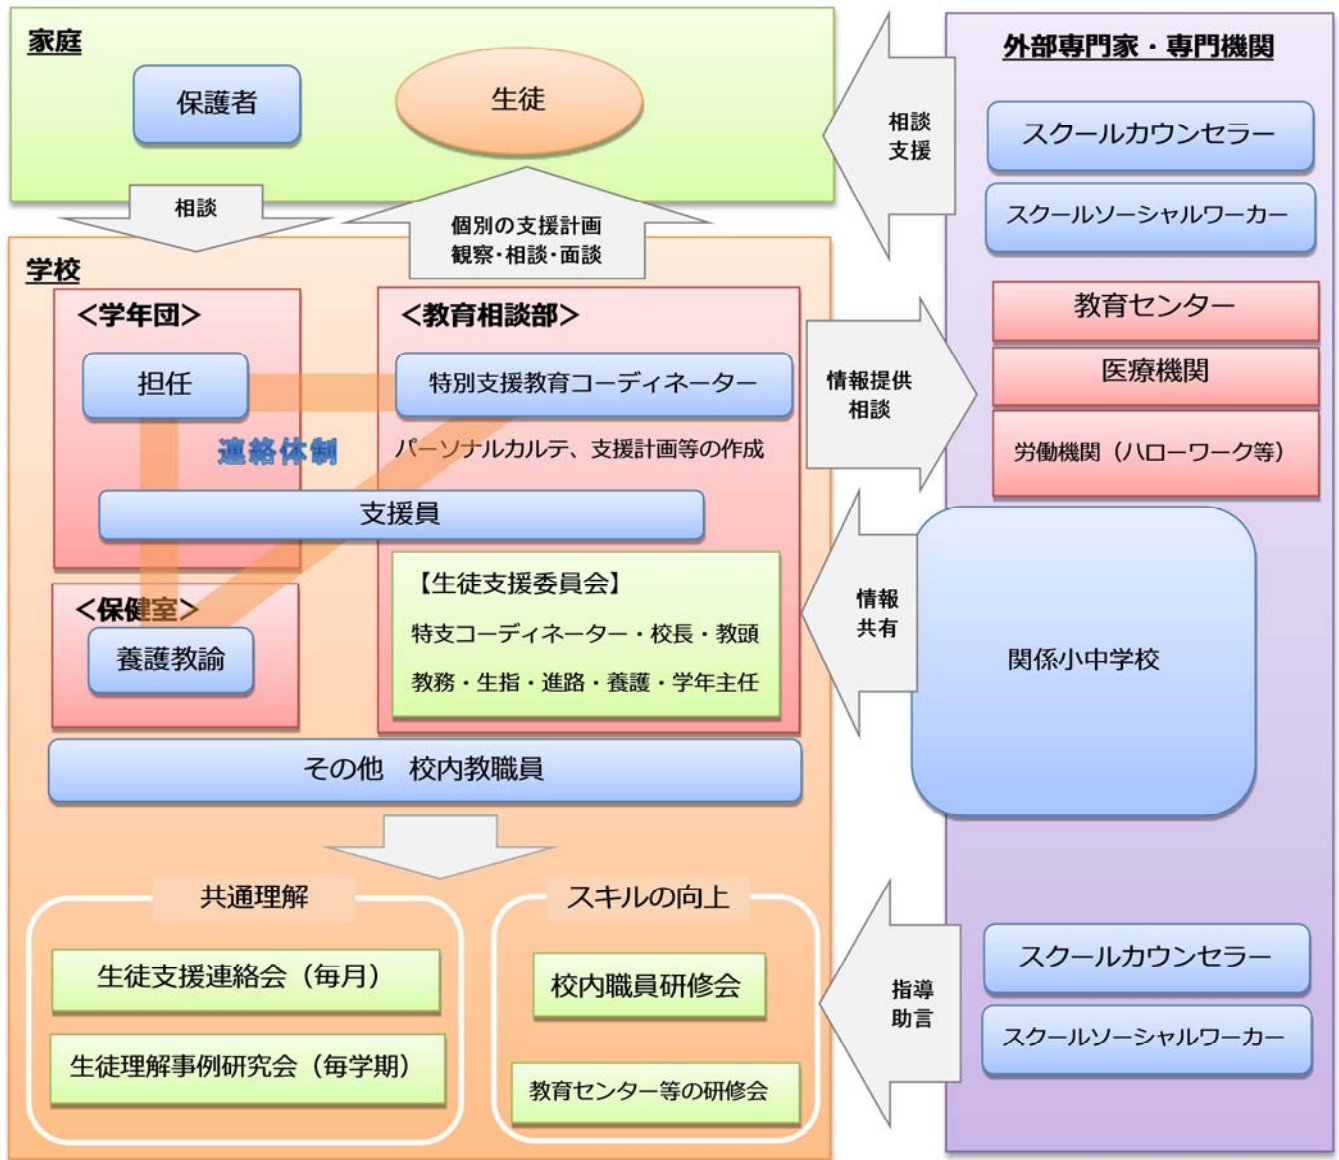 家庭
保護者
生徒
相談
個別の支援計画
観察・相談・面談
相談
支援
外部専門家・専門機関
スクールカウンセラー
スクールソーシャルワーカー
教育センター
医療機関
労働機関（ハローワーク等）
学校
＜学年団＞
担任
＜教育相談部＞
特別支援教育コーディネーター
パーソナルカルテ、支援計画等の作成
連絡体制
支援員
【生徒支援委員会】
特支コーディネーター・校長・教頭
教務・生指・進路・養護・学年主任
＜保健室＞
養護教諭
その他　校内教職員
情報提供
相談
情報
共有
関係小中学校
共通理解
生徒支援連絡会（毎月）
生徒理解事例研究会（毎学期）
スキルの向上
校内職員研修会
教育センター等の研修会
指導
助言
スクールカウンセラー
スクールソーシャルワーカー